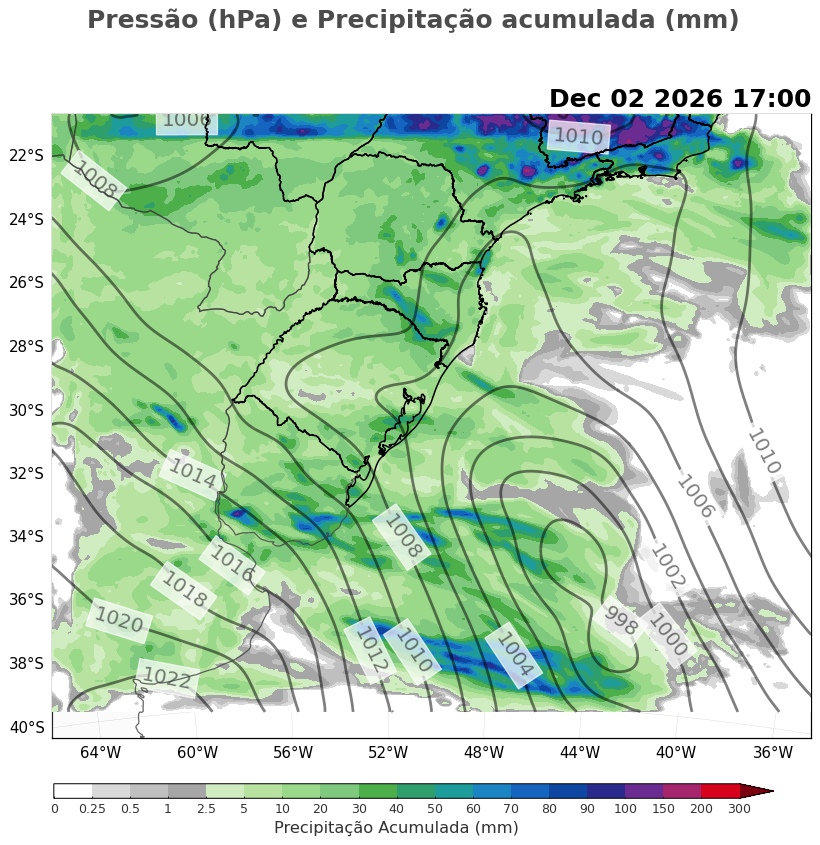 Pressão (hPa) e Precipitação acumulada (mm)
Dec 02 2026 17:00
1006
1010
22°S
1008
24°S
26°S
28°S
30°S
1010
32°S
1014
1006
34°S
1008
1016
1002
36°S
1018
998
1020
1000
1012
1010
1004
38°S
1022
40°S
64°W 60°W 56°W 52°W 48°W 44°W 40°W 36°W
0 0.25 0.5 1 2.5 5 10 20 30 40 50 60 70 80 90 100 150 200 300
Precipitação Acumulada (mm)